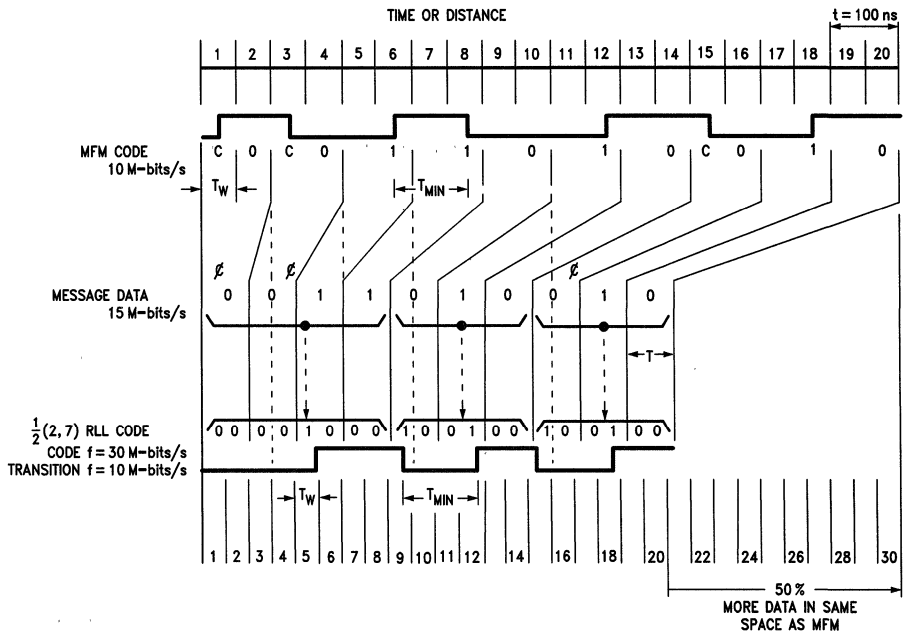 TIME OR DISTANCE
t = 100 ns
1 2 3 4 5 6 7 8 9 10 11 12 13 14 15 16 17 18 19 20
MFM CODE
10 M-bits/s
C 0 C 0 1 1 0 1 0 C 0 1 0
TW
TMIN
₵ ₵ ₵
MESSAGE DATA
15 M-bits/s
0 0 1 1 0 1 0 0 1 0
T
1/2 (2, 7) RLL CODE
0 0 0 0 1 0 0 0 1 0 0 1 0 0 1 0 0 1 0 0
CODE f = 30 M-bits/s
TRANSITION f = 10 M-bits/s
TW
TMIN
1 2 3 4 5 6 7 8 9 10 11 12 14 16 18 20 22 24 26 28 30
50%
MORE DATA IN SAME
SPACE AS MFM